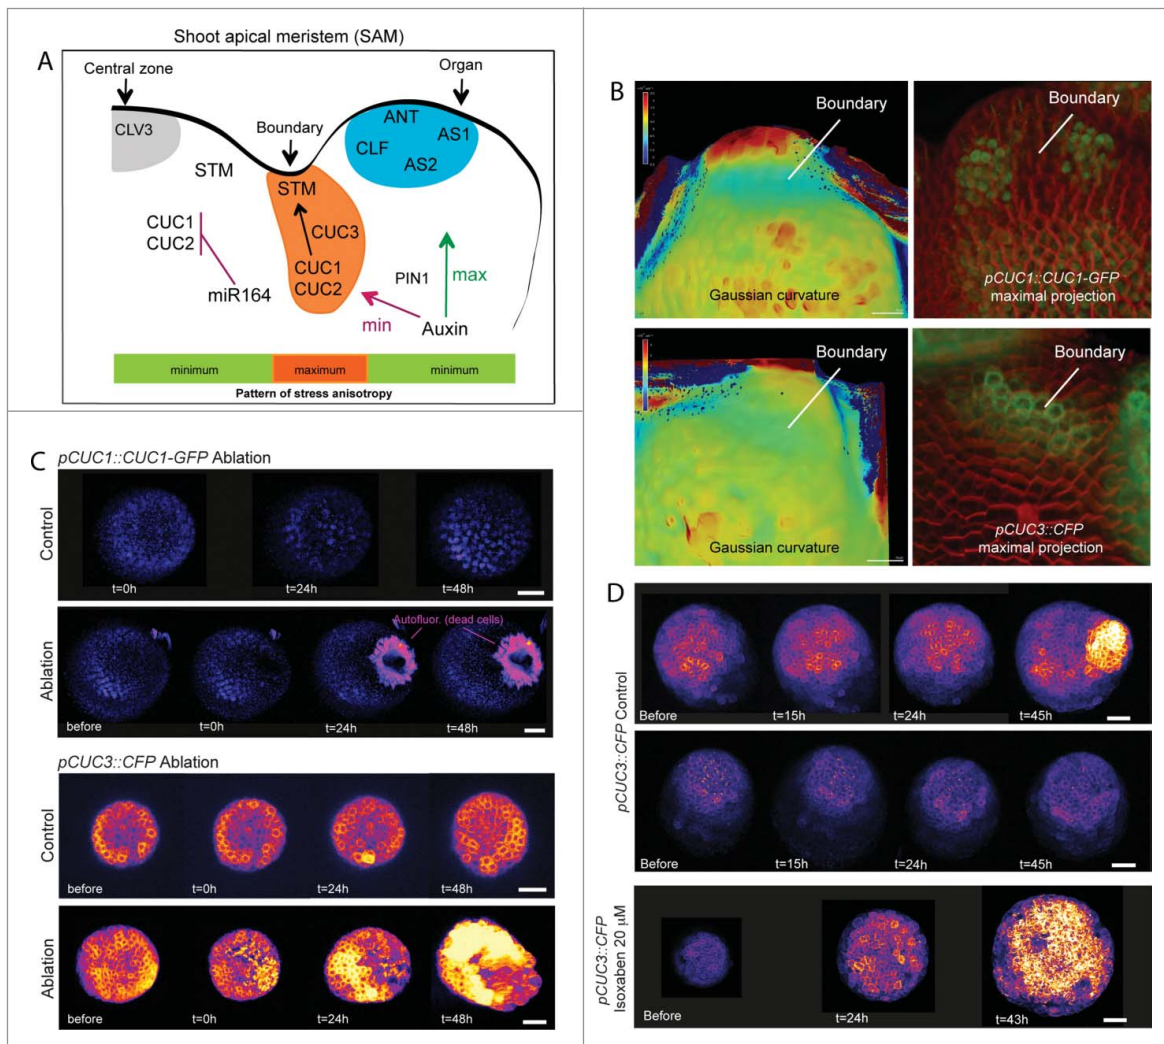 Shoot apical meristem (SAM)
A
Central zone
Organ
CLV3
Boundary
ANT
AS1
CLF
AS2
STM
STM
CUC1
CUC2
CUC3
CUC1
CUC2
miR164
PIN1
max
min
Auxin
minimum
maximum
minimum
Pattern of stress anisotropy
B
Boundary
Gaussian curvature
Boundary
pCUC1::CUC1-GFP
maximal projection
Boundary
Gaussian curvature
Boundary
pCUC3::CFP
maximal projection
C
pCUC1::CUC1-GFP Ablation
Control
t=0h
t=24h
t=48h
Ablation
Autofluor. (dead cells)
before
t=0h
t=24h
t=48h
pCUC3::CFP Ablation
Control
before
t=0h
t=24h
t=48h
Ablation
before
t=0h
t=24h
t=48h
D
pCUC3::CFP Control
Before
t=15h
t=24h
t=45h
Before
t=15h
t=24h
t=45h
pCUC3::CFP
Isoxaben 20 μM
Before
t=24h
t=43h